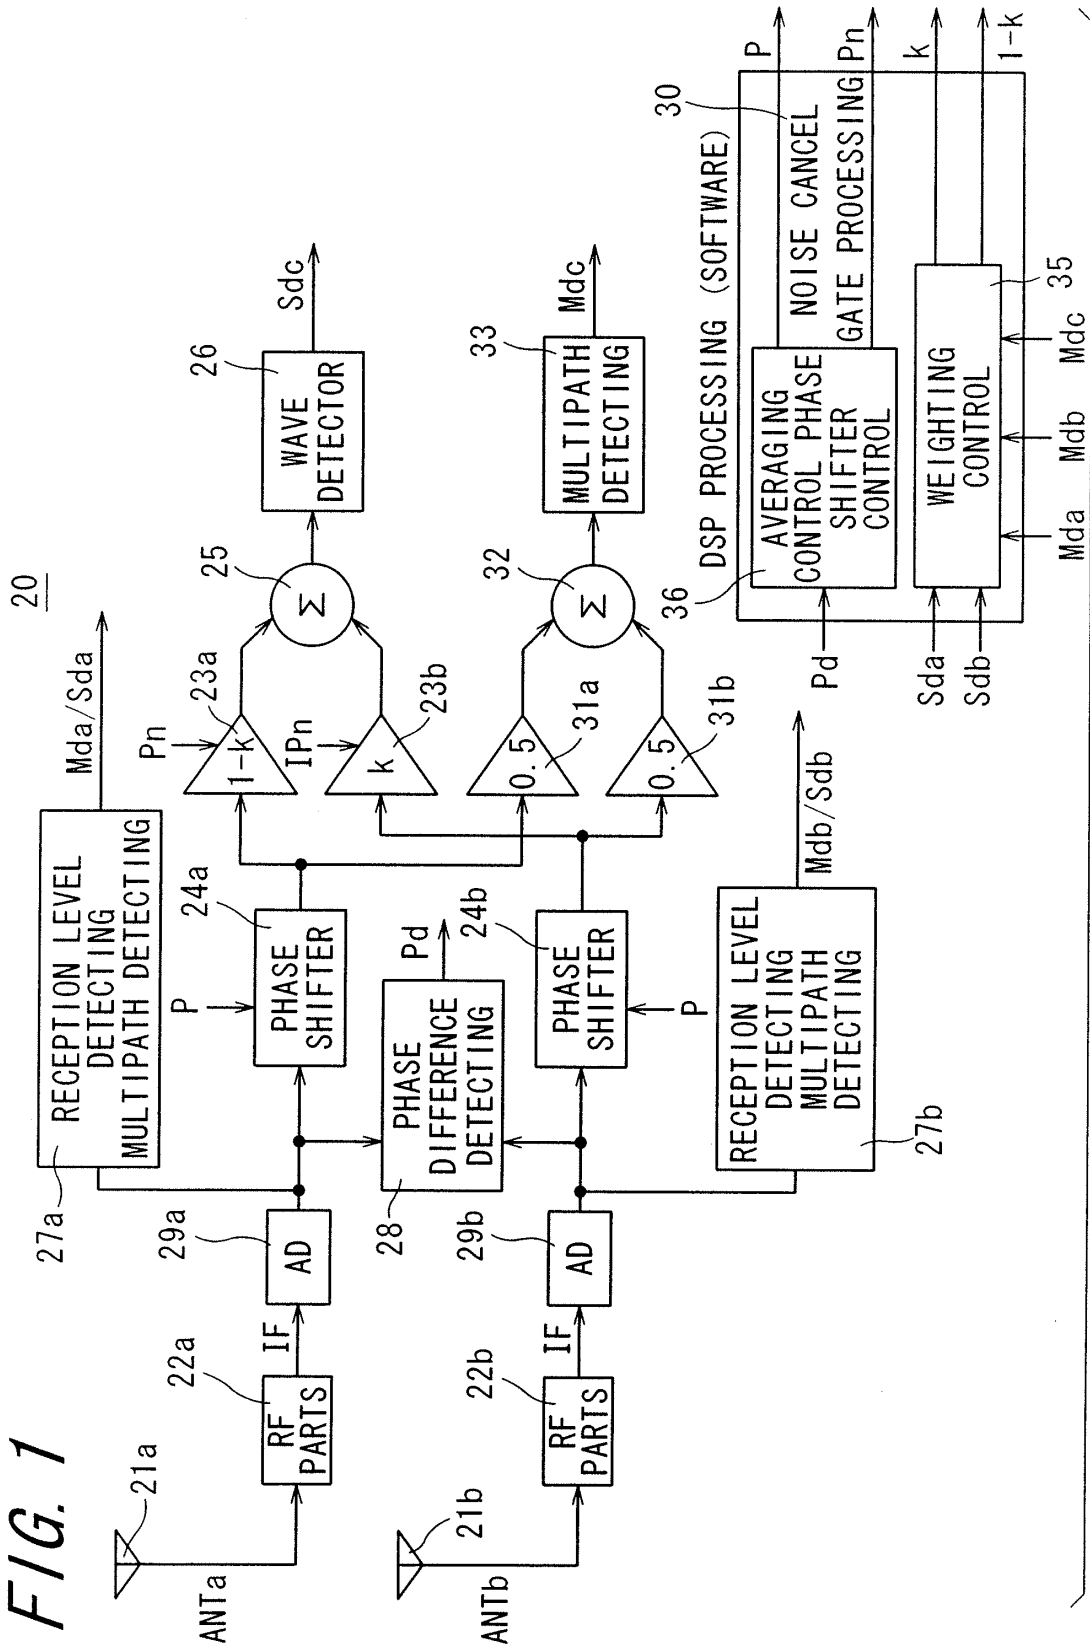 FIG. 1
20
21a
ANTa
22a
RF
PARTS
IF
29a
AD
27a
RECEPTION LEVEL
DETECTING
MULTIPATH DETECTING
Mda/Sda
P
24a
PHASE
SHIFTER
Pn
23a
1-k
IPn
k
23b
25
Σ
26
WAVE
DETECTOR
Sdc
28
PHASE
DIFFERENCE
DETECTING
Pd
21b
ANTb
22b
RF
PARTS
IF
29b
AD
24b
PHASE
SHIFTER
P
0.5
31a
0.5
31b
32
Σ
33
MULTIPATH
DETECTING
Mdc
RECEPTION LEVEL
DETECTING
MULTIPATH
DETECTING
27b
Mdb/Sdb
DSP PROCESSING (SOFTWARE)
30
36
AVERAGING
CONTROL PHASE
SHIFTER
CONTROL
Pd
P
NOISE CANCEL
GATE PROCESSING
Pn
Sda
Sdb
WEIGHTING
CONTROL
35
k
1-k
Mda
Mdb
Mdc